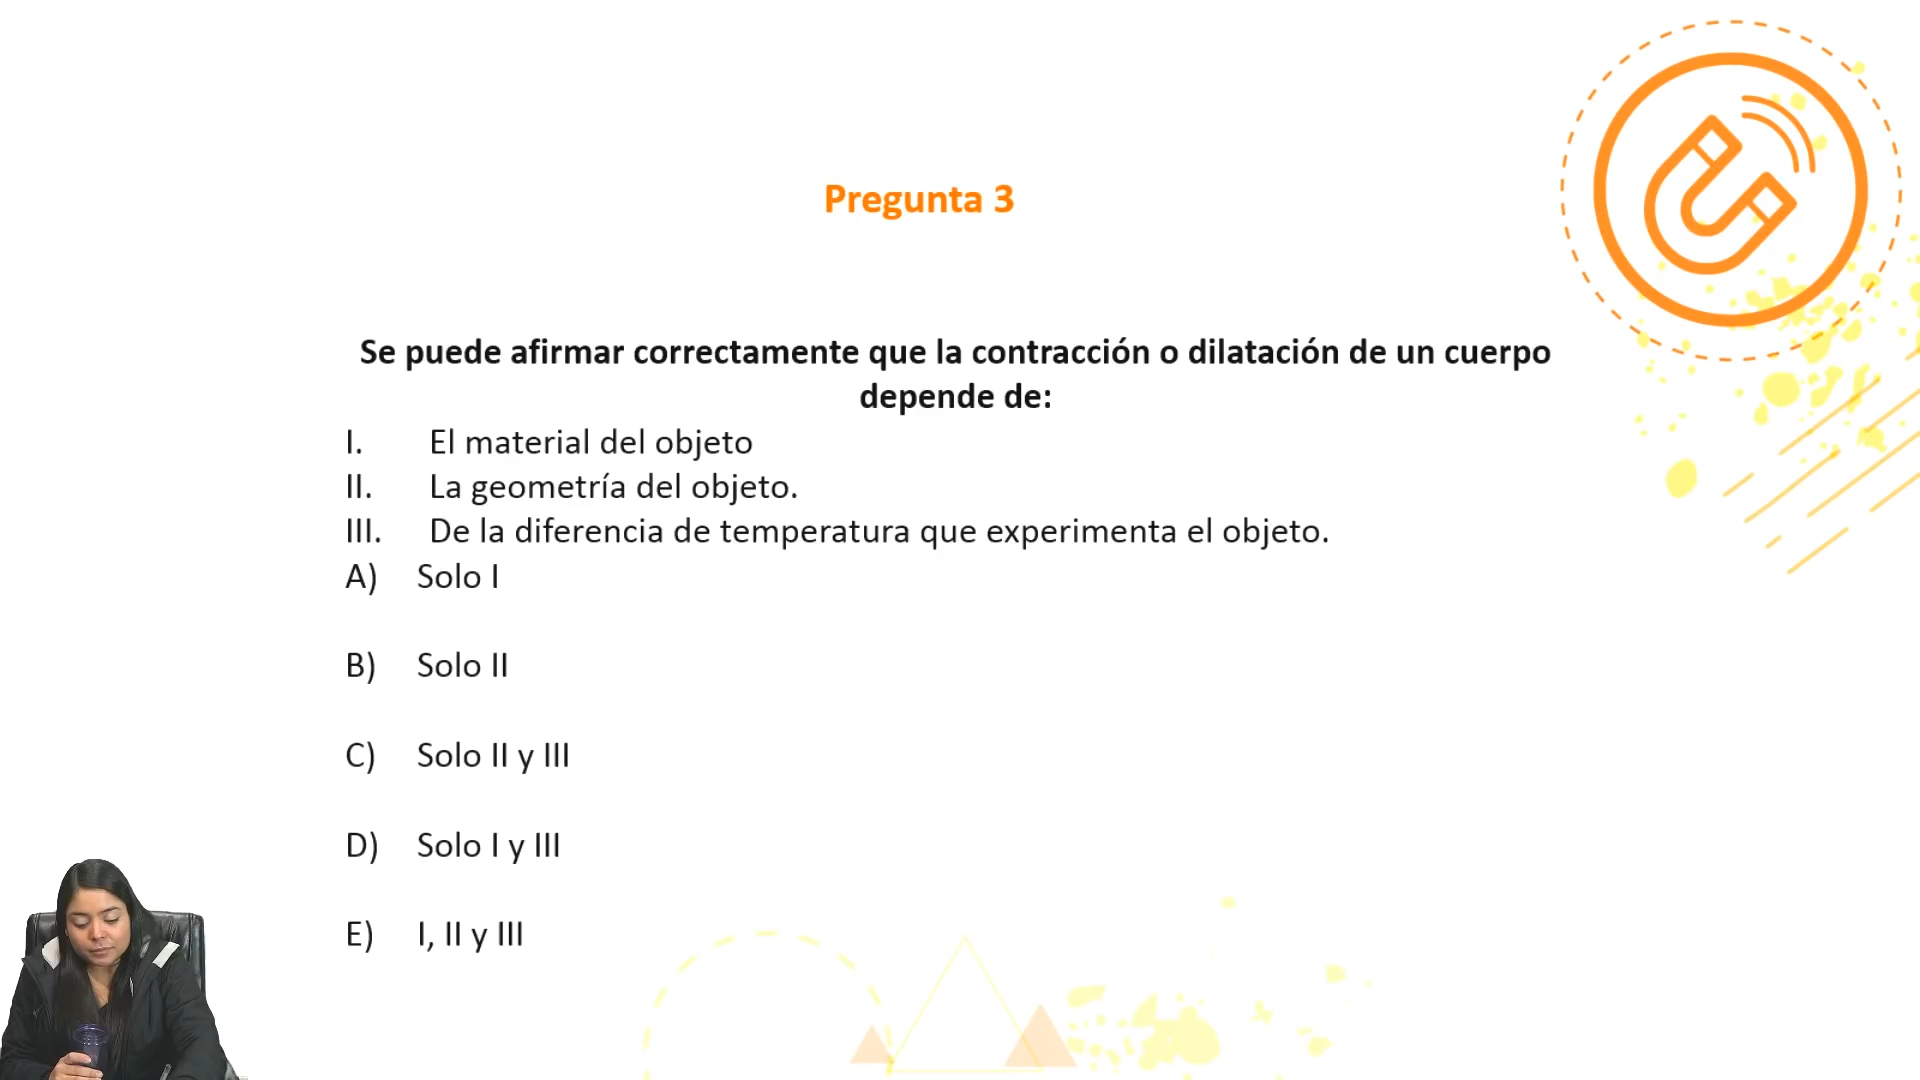 Pregunta 3
Se puede afirmar correctamente que la contracción o dilatación de un cuerpo
depende de:
I. El material del objeto
II. La geometría del objeto.
III. De la diferencia de temperatura que experimenta el objeto.
A) Solo I
B) Solo II
C) Solo II y III
D) Solo I y III
E) I, II y III